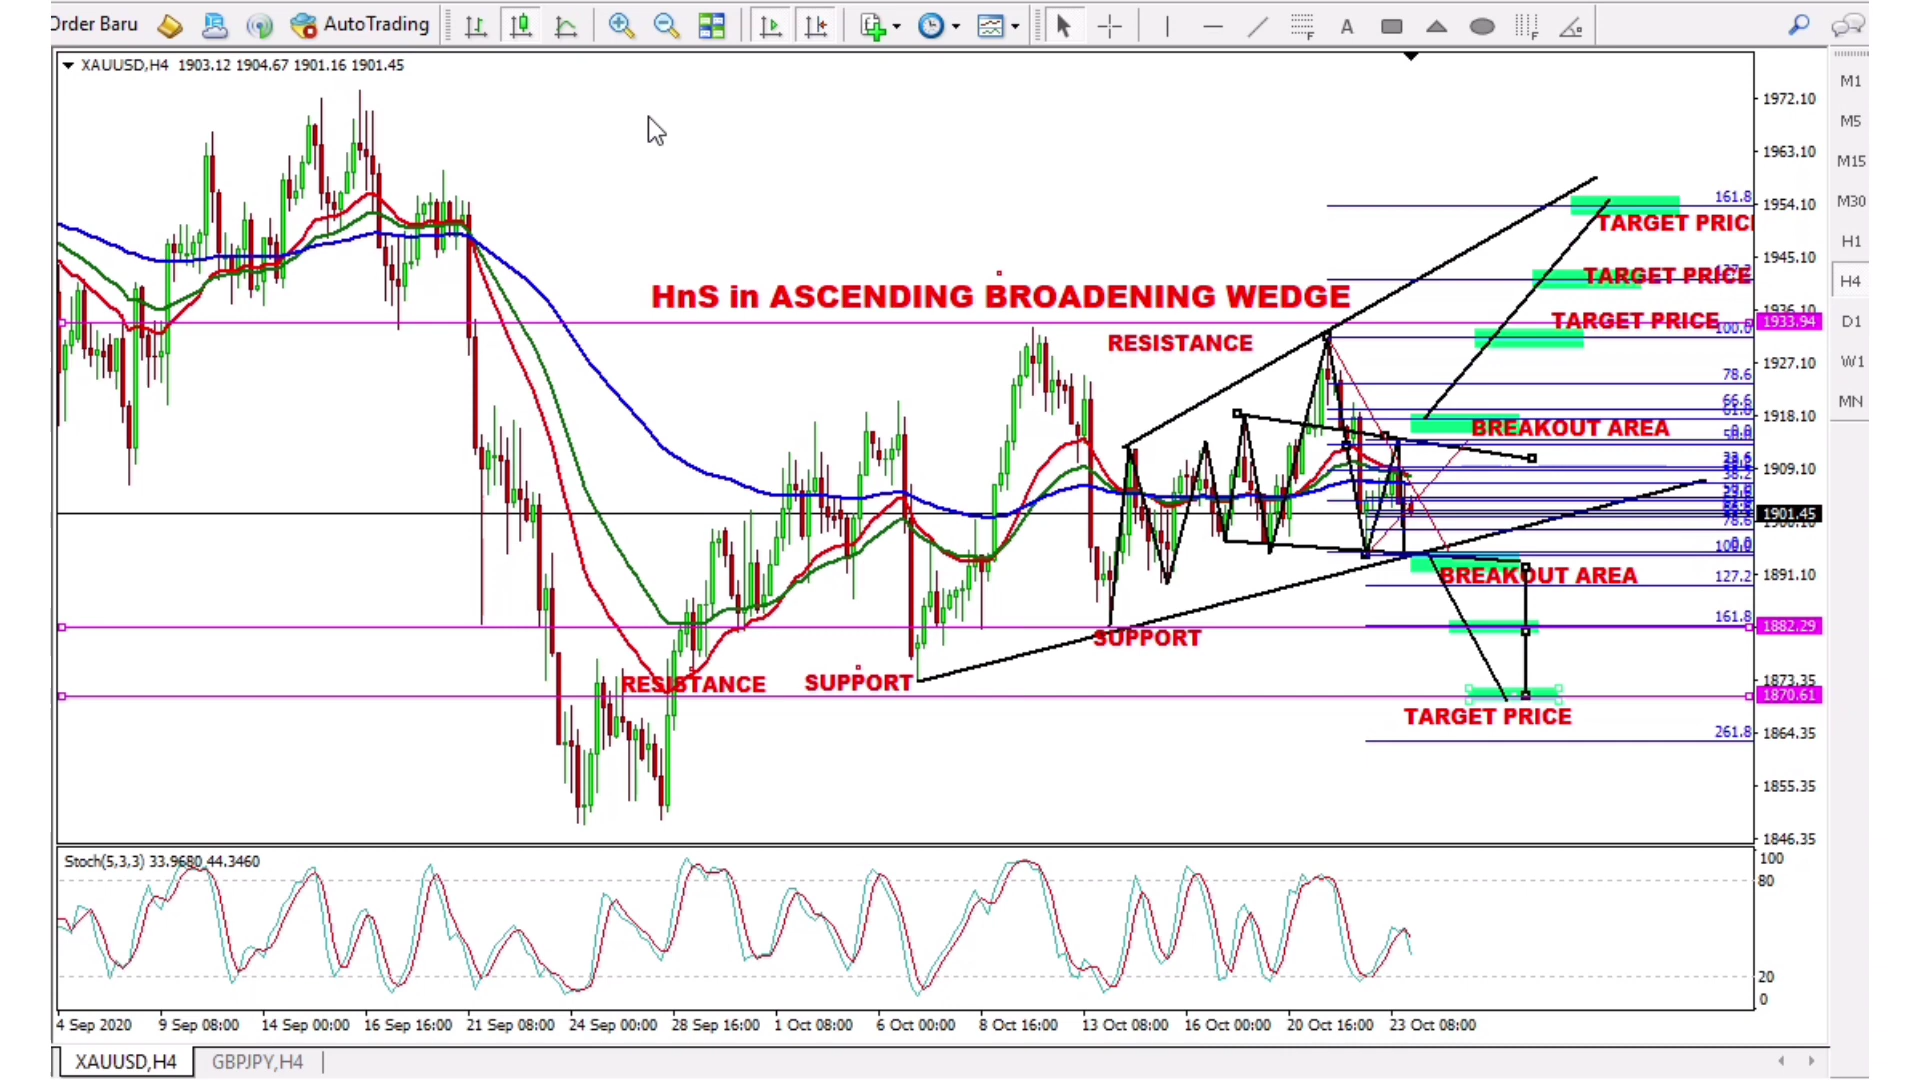 Order Baru AutoTrading
XAUUSD,H4 1903.12 1904.67 1901.16 1901.45
HnS in ASCENDING BROADENING WEDGE
RESISTANCE
RESISTANCE
SUPPORT
SUPPORT
161.8
TARGET PRICE
TARGET PRICE
TARGET PRICE
100.0
78.6
66.6
BREAKOUT AREA
38.2
78.6
BREAKOUT AREA
127.2
161.8
TARGET PRICE
261.8
1972.10
1963.10
1954.10
1945.10
1936.10
1933.94
1927.10
1918.10
1909.10
1901.45
1891.10
1882.29
1873.35
1870.61
1864.35
1855.35
1846.35
M1
M5
M15
M30
H1
H4
D1
W1
MN
Stoch(5,3,3) 33.9680 44.3460
100
80
20
0
4 Sep 2020 9 Sep 08:00 14 Sep 00:00 16 Sep 16:00 21 Sep 08:00 24 Sep 00:00 28 Sep 16:00 1 Oct 08:00 6 Oct 00:00 8 Oct 16:00 13 Oct 08:00 16 Oct 00:00 20 Oct 16:00 23 Oct 08:00
XAUUSD,H4 GBPJPY,H4